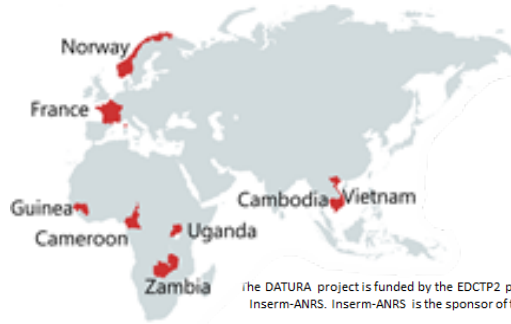 Norway
France
Guinea
Cameroon
Uganda
Zambia
Cambodia
Vietnam
The DATURA project is funded by the EDCTP2 p
Inserm-ANRS. Inserm-ANRS is the sponsor of t